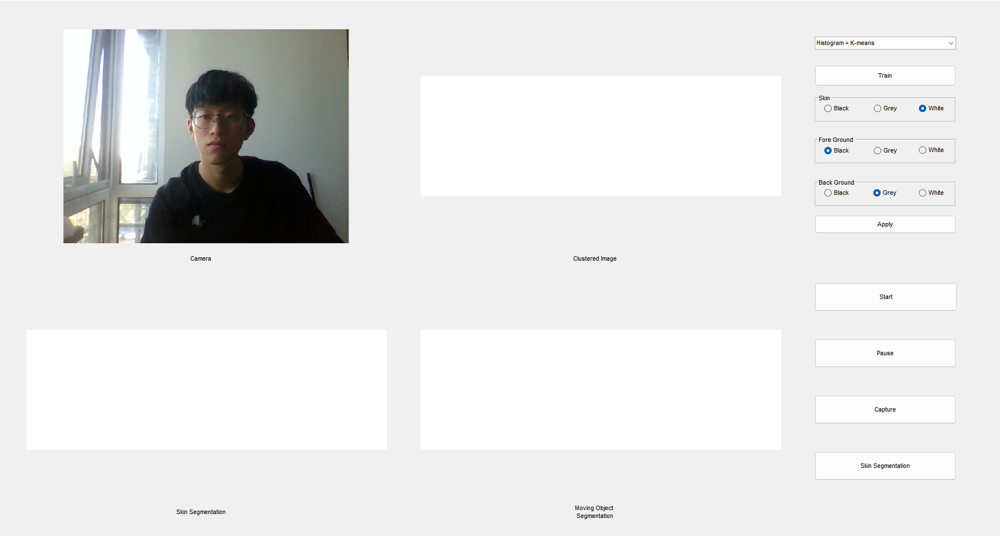 Histogram + K-means
Train
Skin
Black Grey White
Fore Ground
Black Grey White
Back Ground
Black Grey White
Apply
Camera
Clustered Image
Start
Pause
Capture
Skin Segmentation
Skin Segmentation
Moving Object
Segmentation